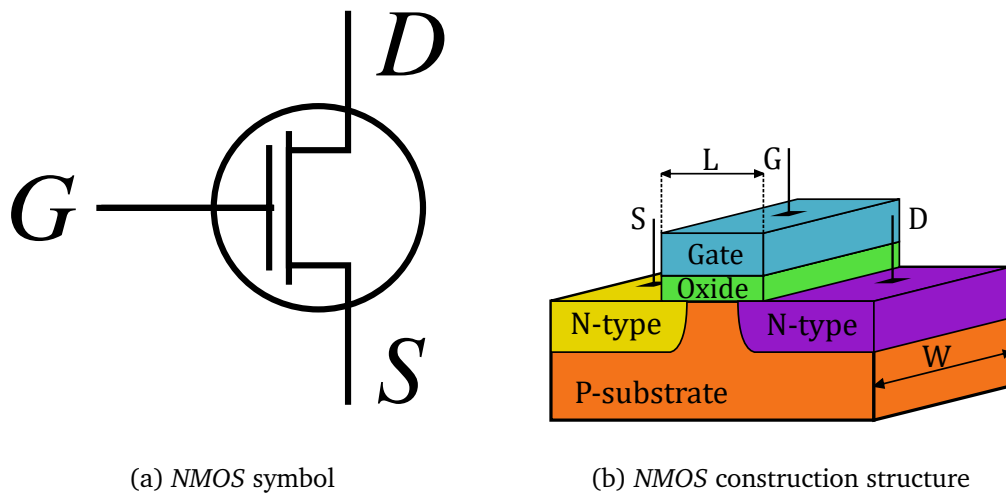 D
G
S
L
G
S
D
Gate
Oxide
N-type
N-type
W
P-substrate
(a) NMOS symbol
(b) NMOS construction structure